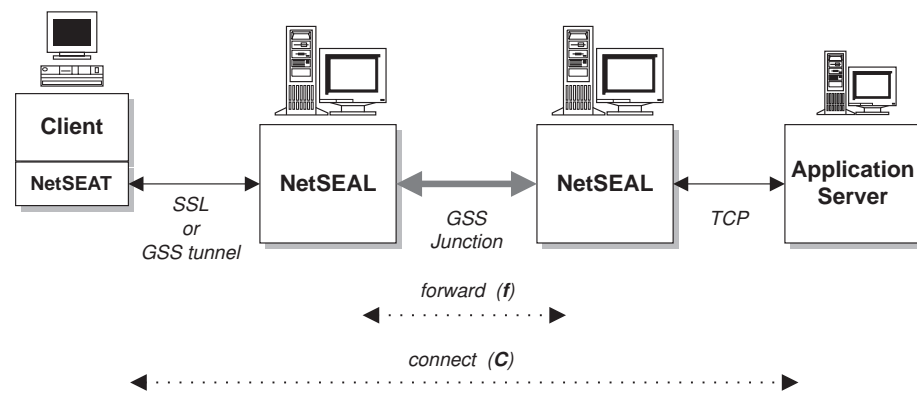 Client
NetSEAT
SSL
or
GSS tunnel
NetSEAL
GSS
Junction
NetSEAL
TCP
Application
Server
forward (f)
connect (C)